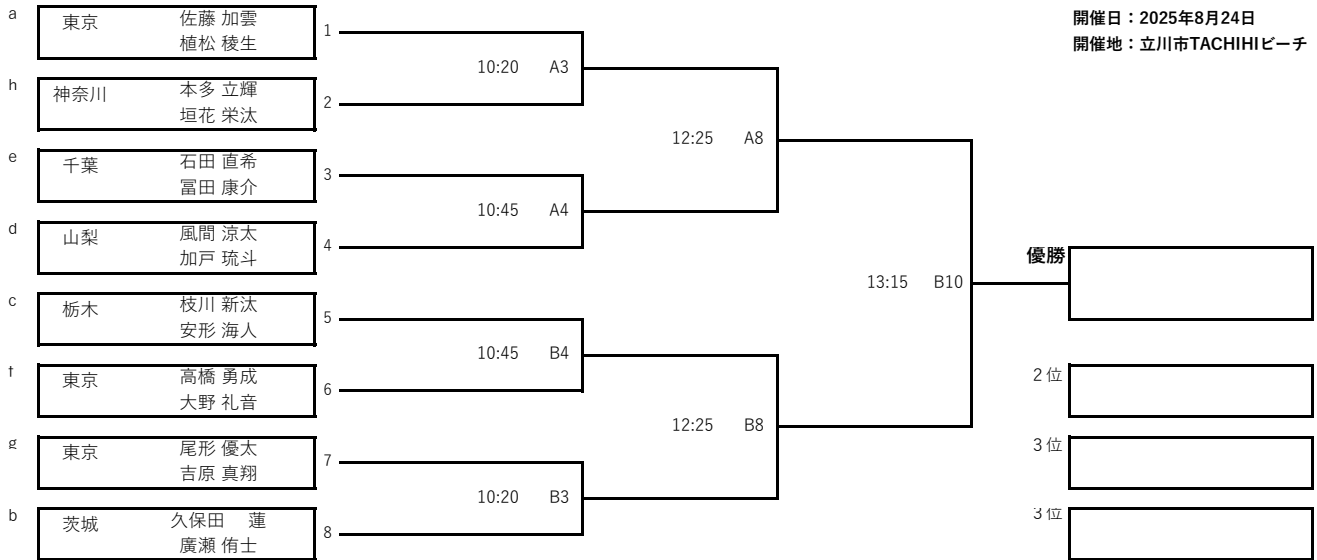 開催日：2025年8月24日
開催地：立川市TACHIHIビーチ
a
東京
佐藤 加雲
植松 稜生
1
10:20 A3
h
神奈川
本多 立輝
垣花 栄汰
2
12:25 A8
e
千葉
石田 直希
冨田 康介
3
10:45 A4
d
山梨
風間 涼太
加戸 琉斗
4
優勝
13:15 B10
c
栃木
枝川 新汰
安形 海人
5
10:45 B4
f
東京
高橋 勇成
大野 礼音
6
2位
12:25 B8
g
東京
尾形 優太
吉原 真翔
7
3位
10:20 B3
b
茨城
久保田 蓮
廣瀬 侑士
8
3位